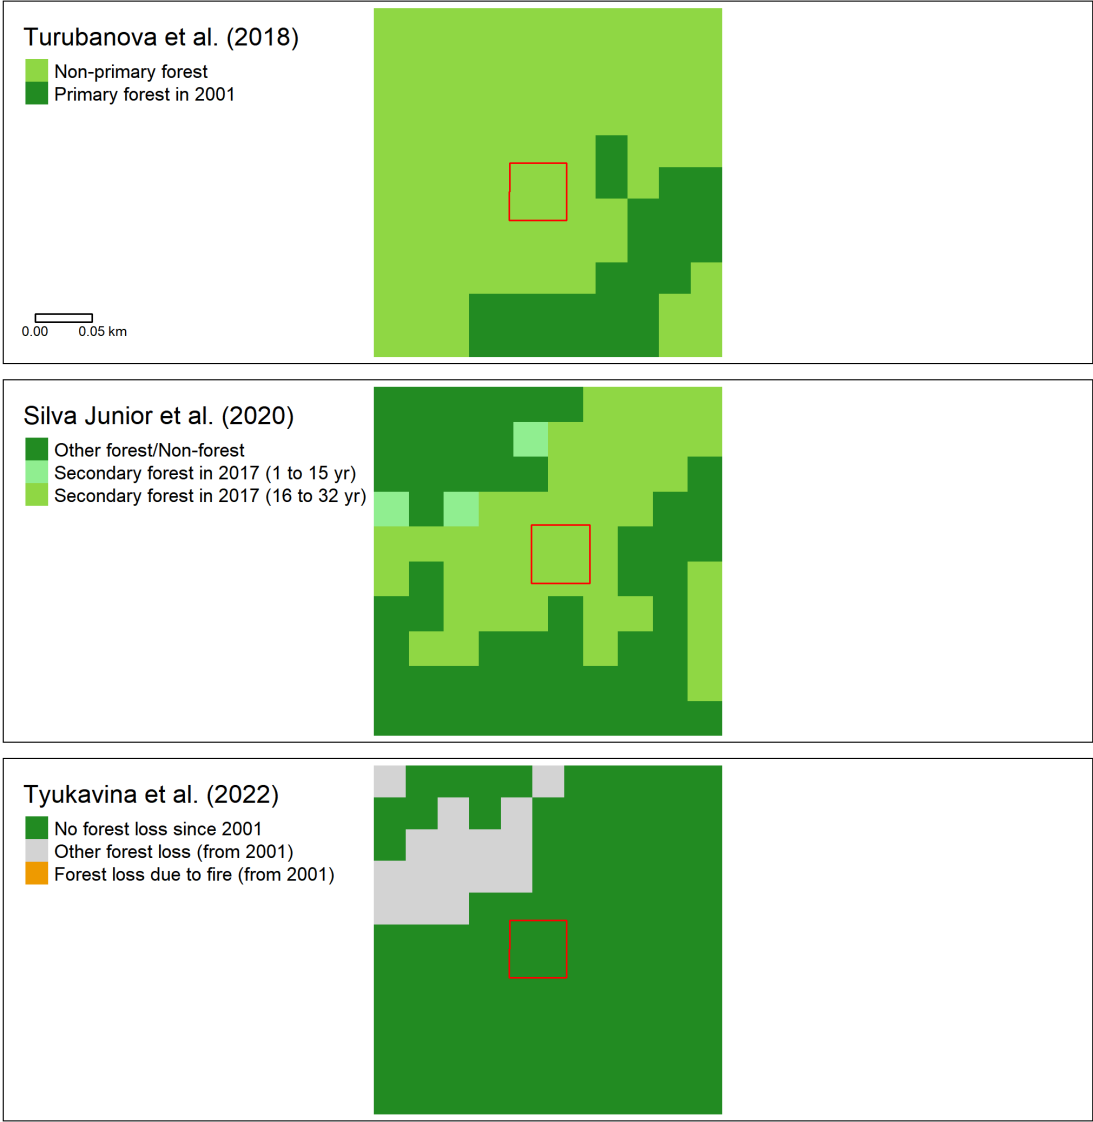 Turubanova et al. (2018)
Non-primary forest
Primary forest in 2001
0.00 0.05 km
Silva Junior et al. (2020)
Other forest/Non-forest
Secondary forest in 2017 (1 to 15 yr)
Secondary forest in 2017 (16 to 32 yr)
Tyukavina et al. (2022)
No forest loss since 2001
Other forest loss (from 2001)
Forest loss due to fire (from 2001)